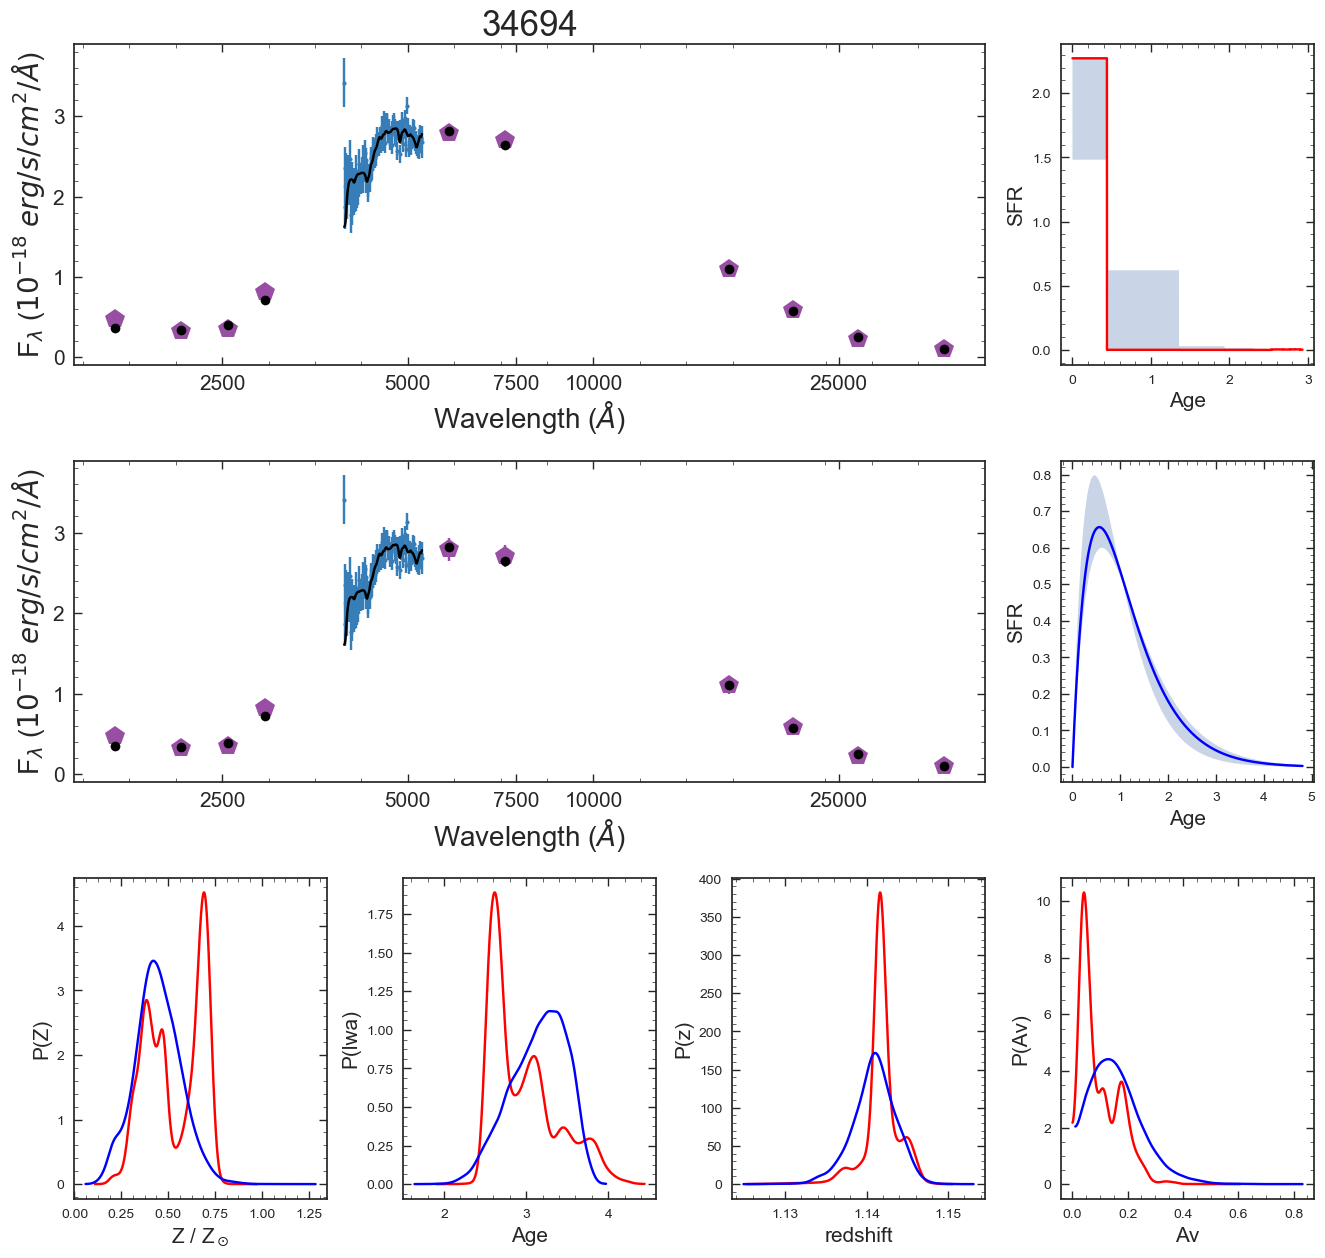 34694
F_λ (10^{-18} erg/s/cm^2/Å)
3
2
1
0
2500 5000 7500 10000 25000
Wavelength (Å)
SFR
2.0
1.5
1.0
0.5
0.0
0 1 2 3
Age
F_λ (10^{-18} erg/s/cm^2/Å)
3
2
1
0
2500 5000 7500 10000 25000
Wavelength (Å)
SFR
0.8
0.7
0.6
0.5
0.4
0.3
0.2
0.1
0.0
0 1 2 3 4 5
Age
P(Z)
4
3
2
1
0
0.00 0.25 0.50 0.75 1.00 1.25
Z / Z_⊙
P(lwa)
1.75
1.50
1.25
1.00
0.75
0.50
0.25
0.00
2 3 4
Age
P(z)
400
350
300
250
200
150
100
50
0
1.13 1.14 1.15
redshift
P(Av)
10
8
6
4
2
0
0.0 0.2 0.4 0.6 0.8
Av